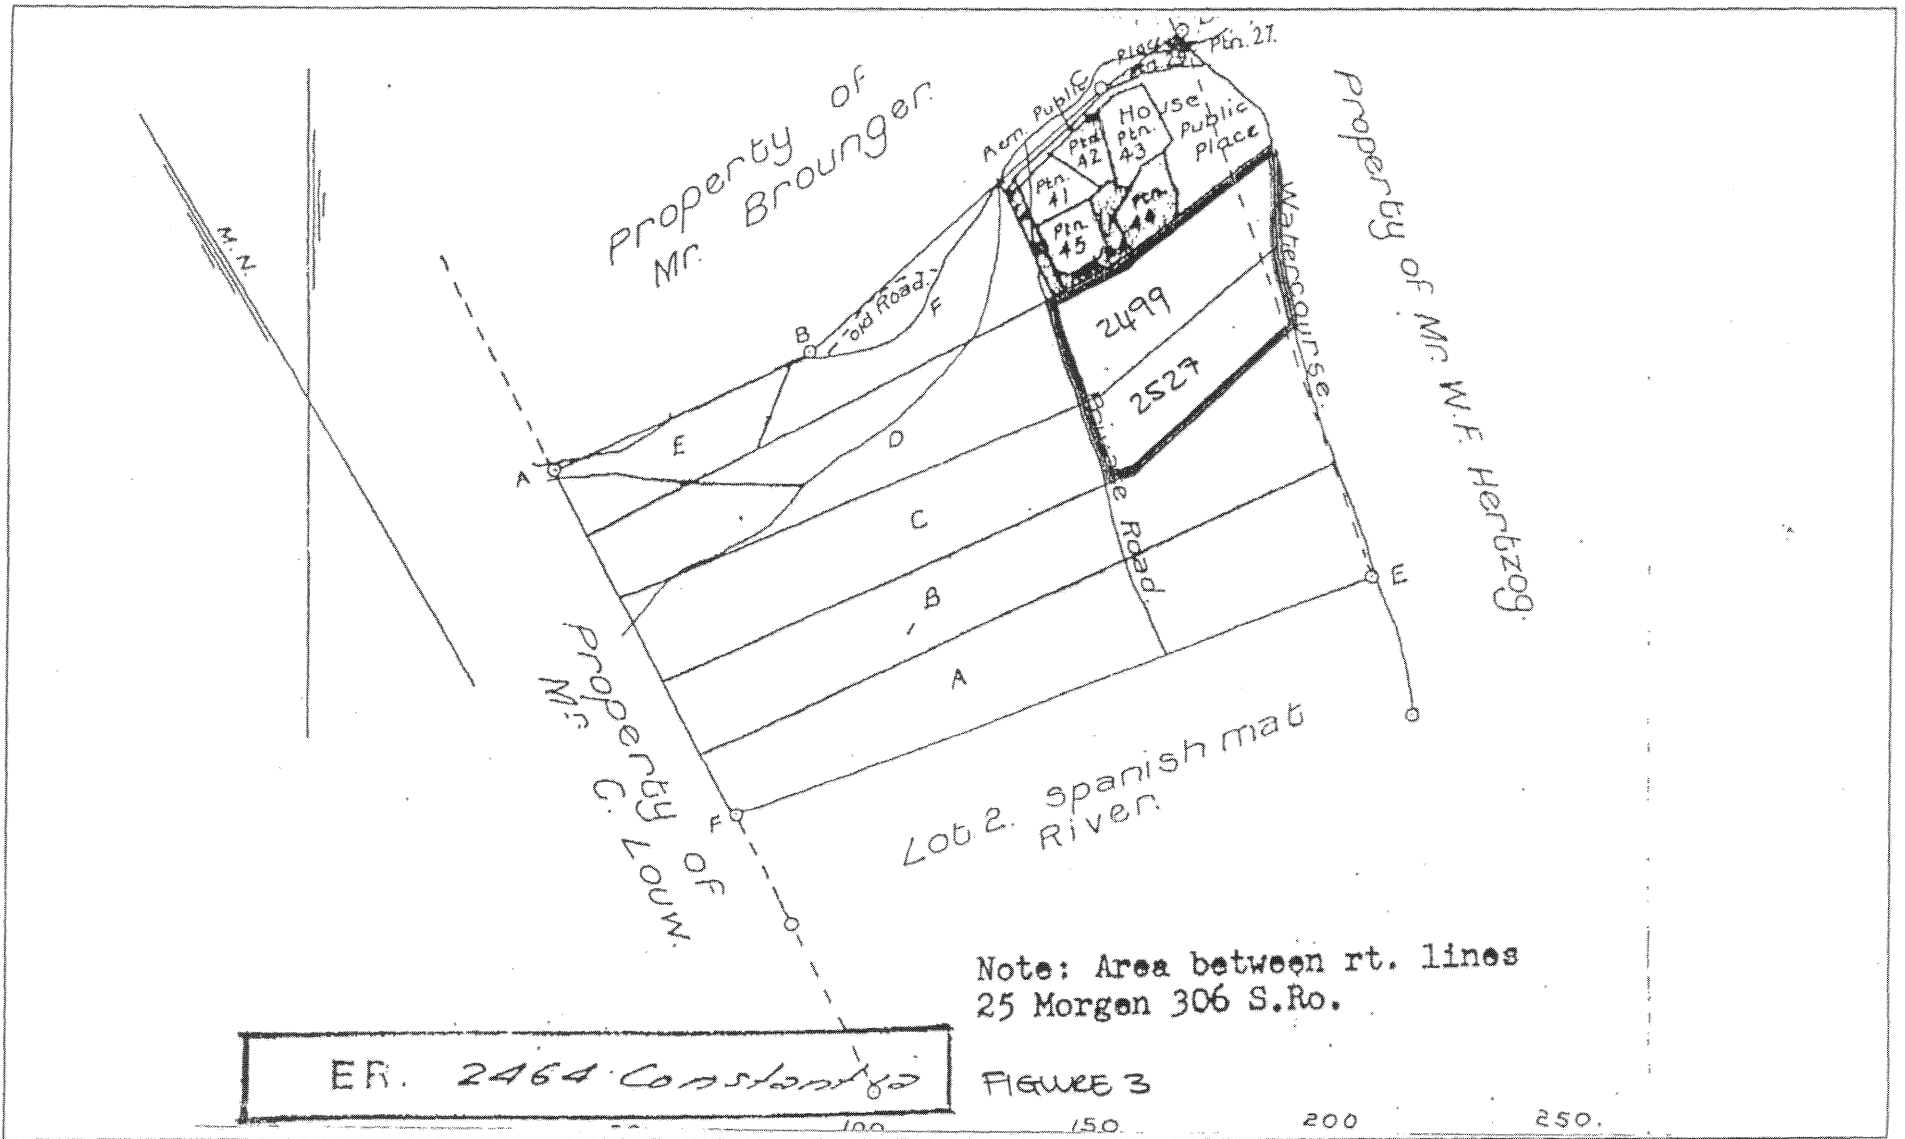 Property of
Mr. Brounger.
M.N.
Rem. Public Place
Ptn. 29
Ptn. 27.
House
Ptn.
43
Public
Place
Ptn.
42
Ptn.
41
Ptn.
44
Ptn.
45
C
B
Old Road.
F
E
A
D
C
B
A
2499
2527
Watercourse.
Private Road.
Property of Mr. W.F. Hertzog.
E
F
Property of
Mr. C. Louw.
Lot 2. Spanish mat
River.
Note: Area between rt. lines
25 Morgen 306 S.Ro.
ER. 2464 Constantia
FIGURE 3
100 150 200 250.